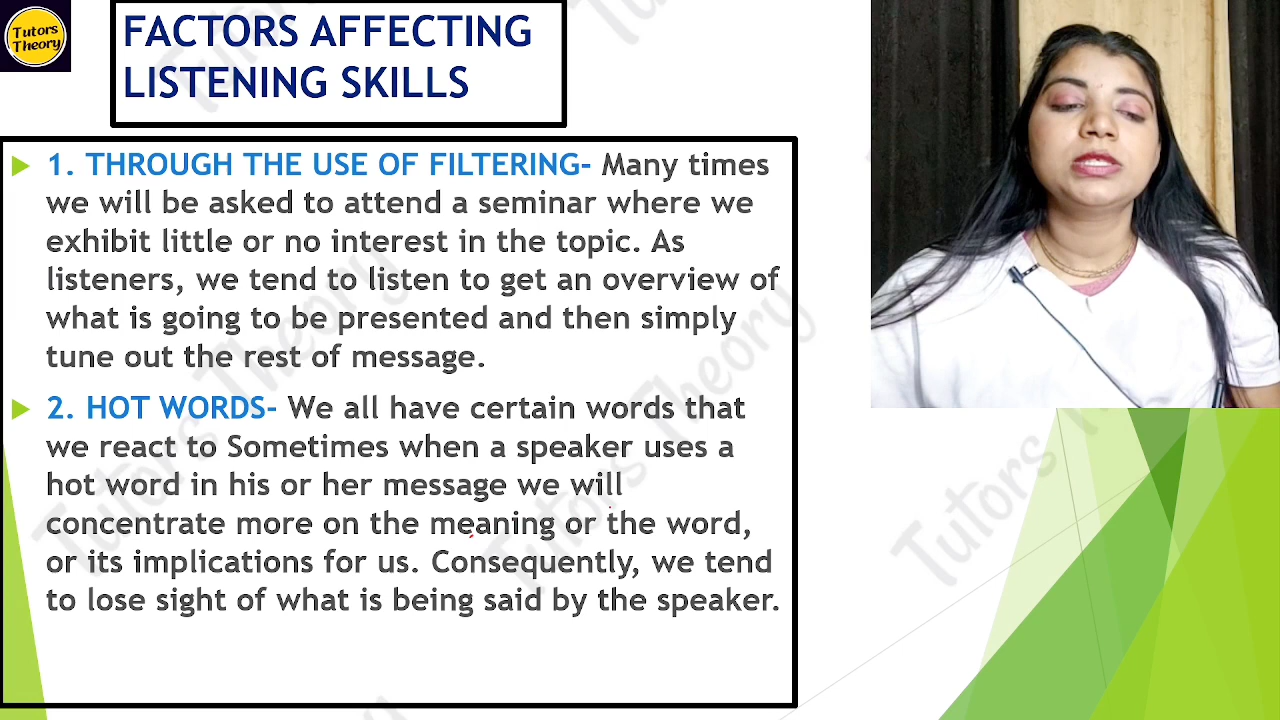 Tutors
Theory
FACTORS AFFECTING
LISTENING SKILLS
1. THROUGH THE USE OF FILTERING- Many times
we will be asked to attend a seminar where we
exhibit little or no interest in the topic. As
listeners, we tend to listen to get an overview of
what is going to be presented and then simply
tune out the rest of message.
2. HOT WORDS- We all have certain words that
we react to Sometimes when a speaker uses a
hot word in his or her message we will
concentrate more on the meaning or the word,
or its implications for us. Consequently, we tend
to lose sight of what is being said by the speaker.
Tutors Theory
Tutors Theory
Tutors